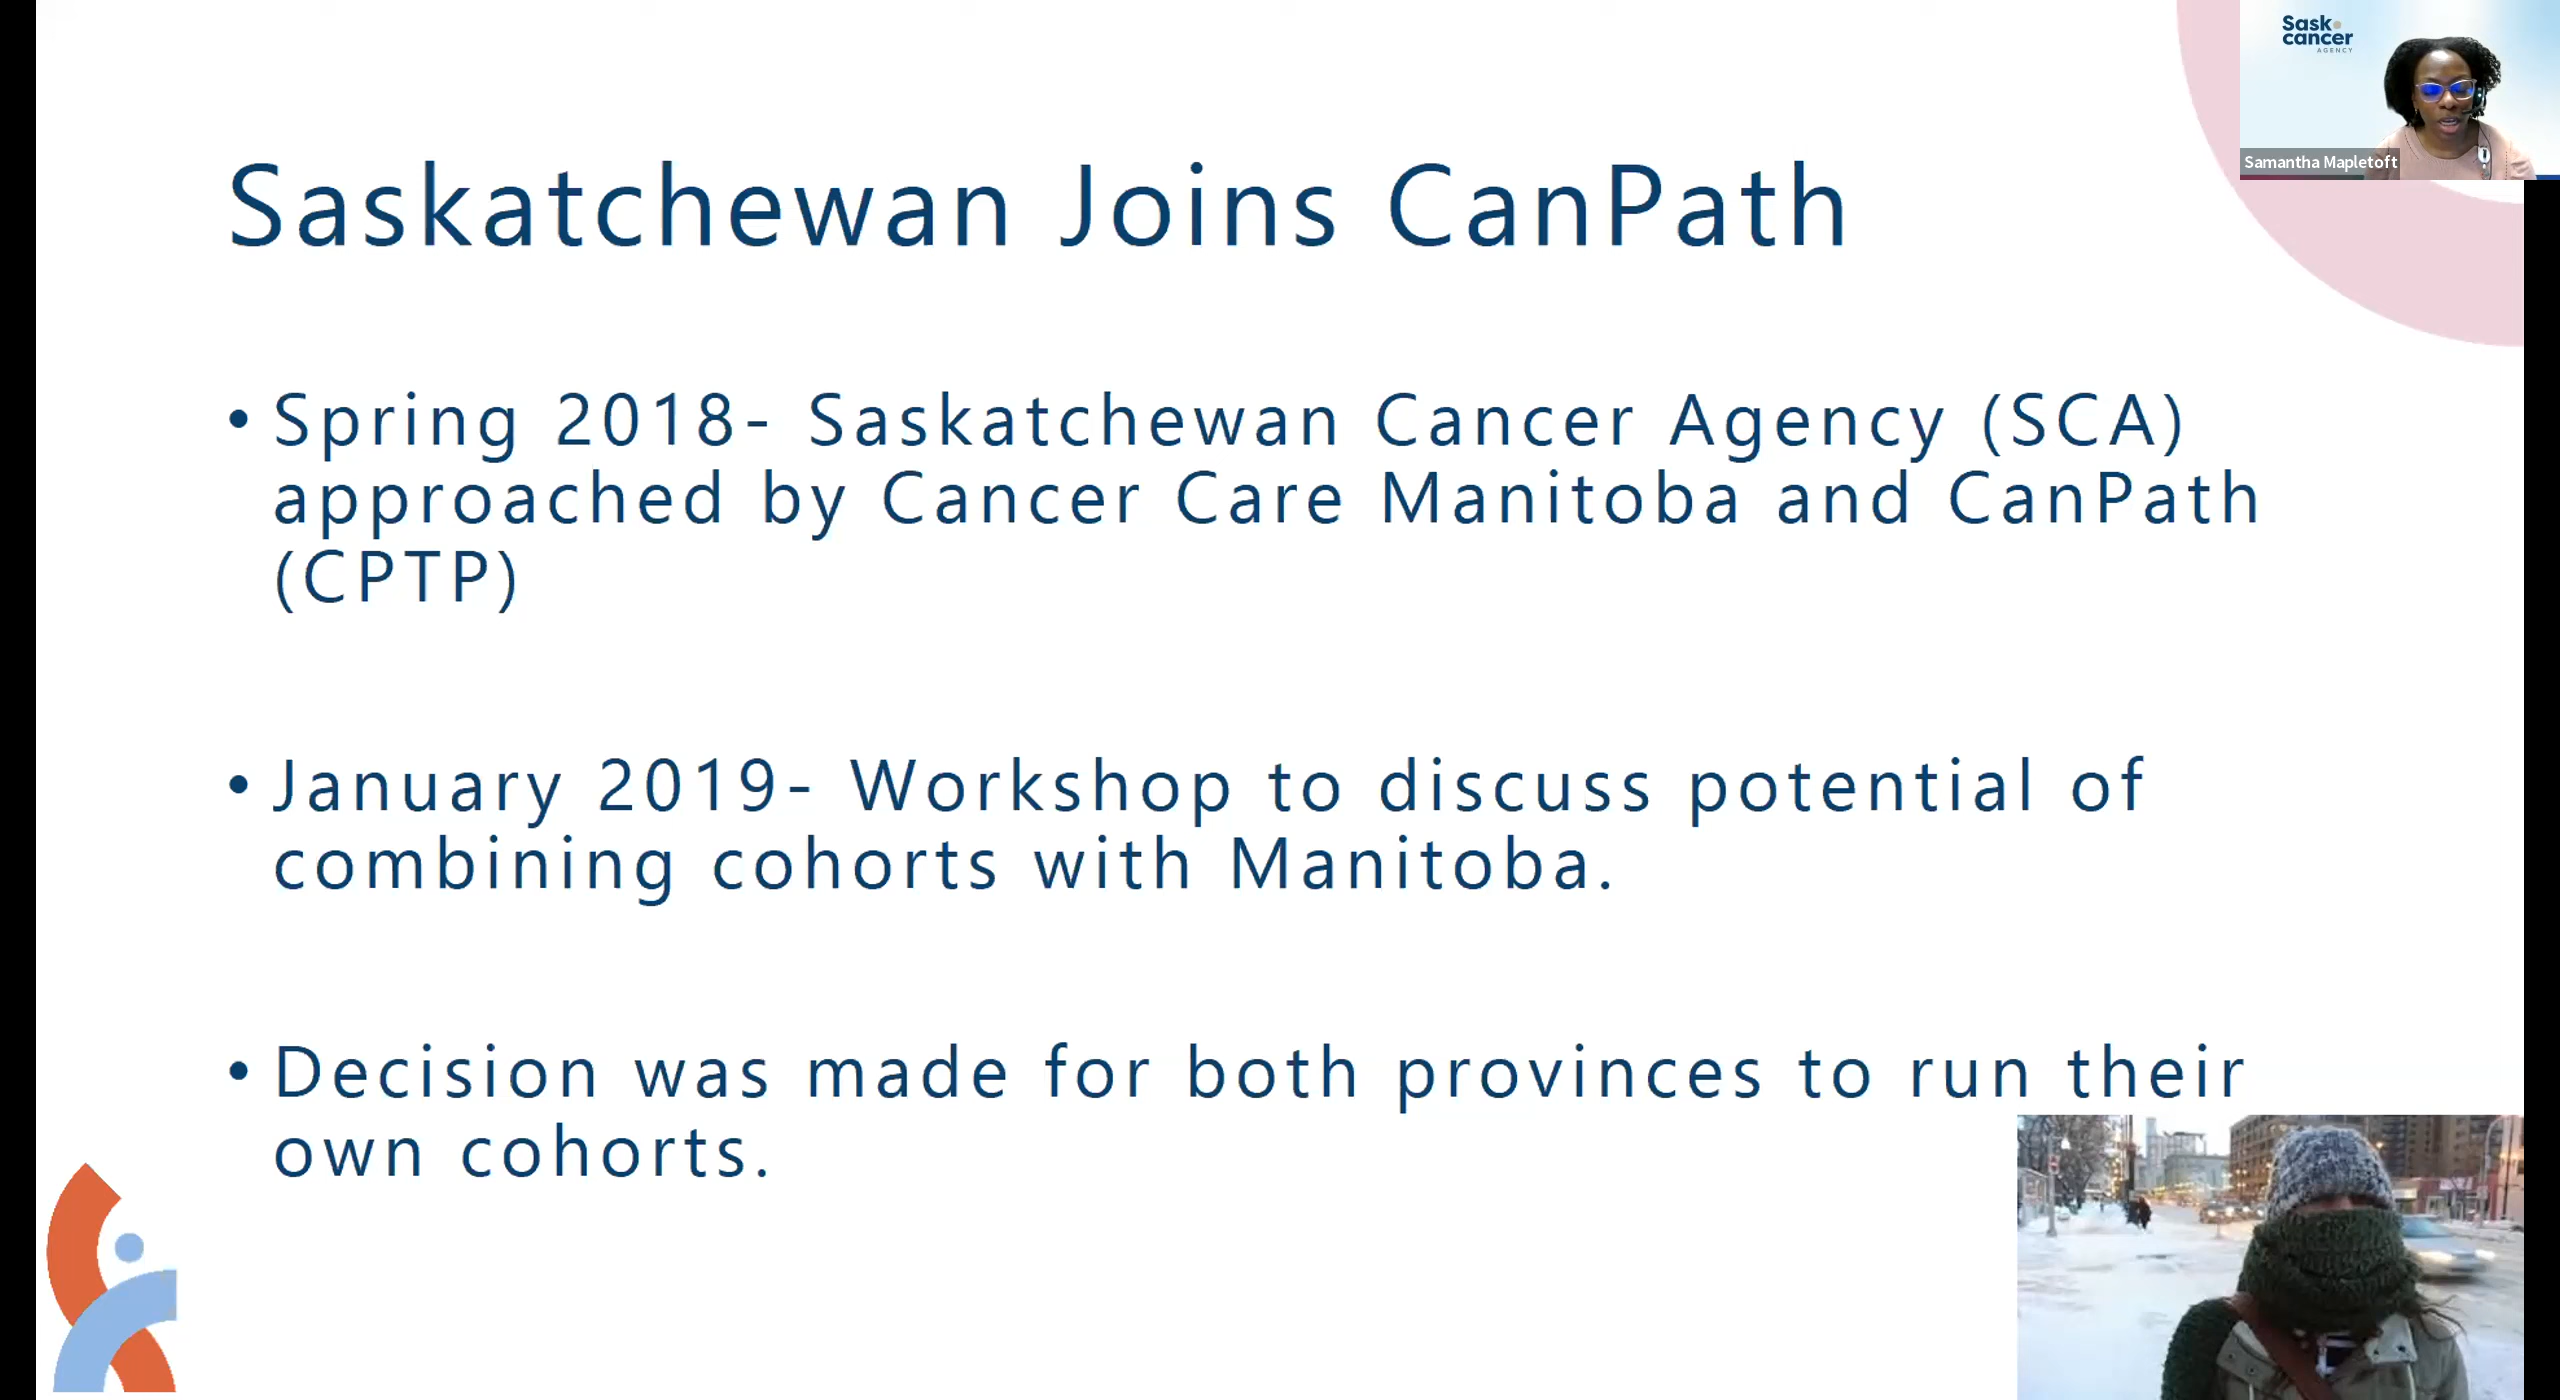 Sask
cancer
AGENCY
Samantha Mapletoft
Saskatchewan Joins CanPath
• Spring 2018- Saskatchewan Cancer Agency (SCA)
approached by Cancer Care Manitoba and CanPath
(CPTP)
• January 2019- Workshop to discuss potential of
combining cohorts with Manitoba.
• Decision was made for both provinces to run their
own cohorts.